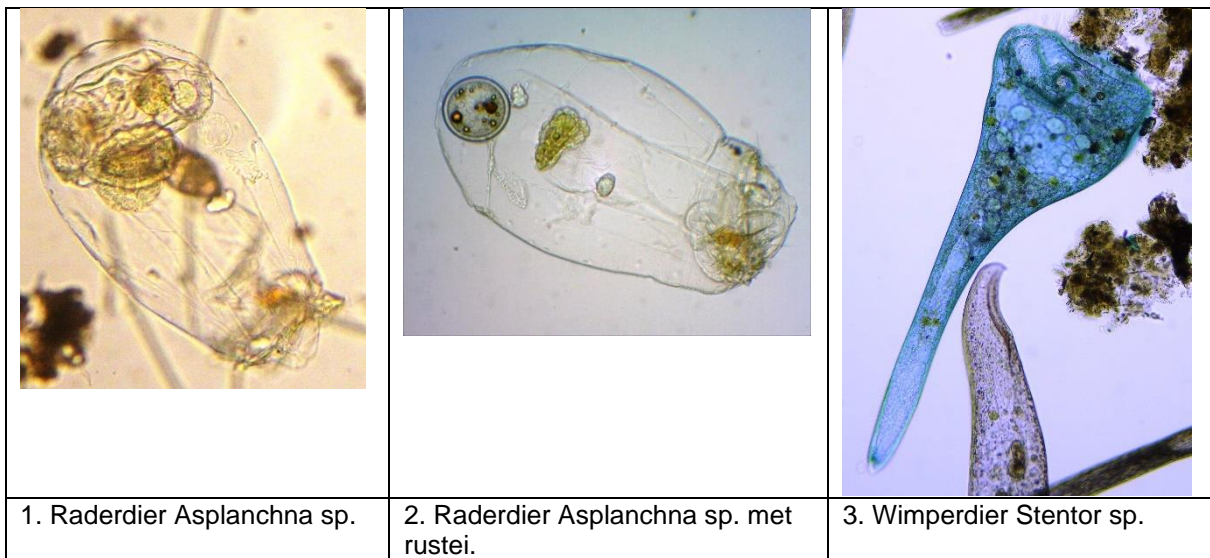 1. Raderdier Asplanchna sp.
2. Raderdier Asplanchna sp. met
rustei.
3. Wimperdier Stentor sp.